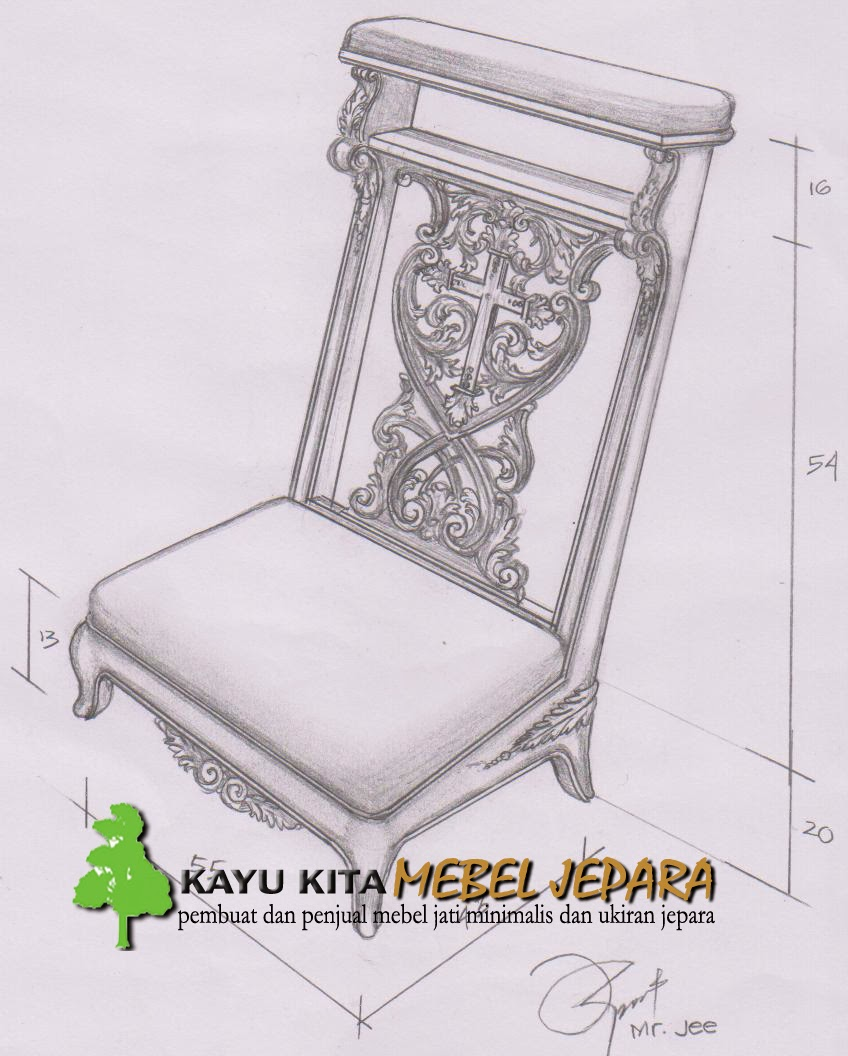 16
54
13
20
55
KAYU KITA MEBEL JEPARA
pembuat dan penjual mebel jati minimalis dan ukiran jepara
Mr. Jee